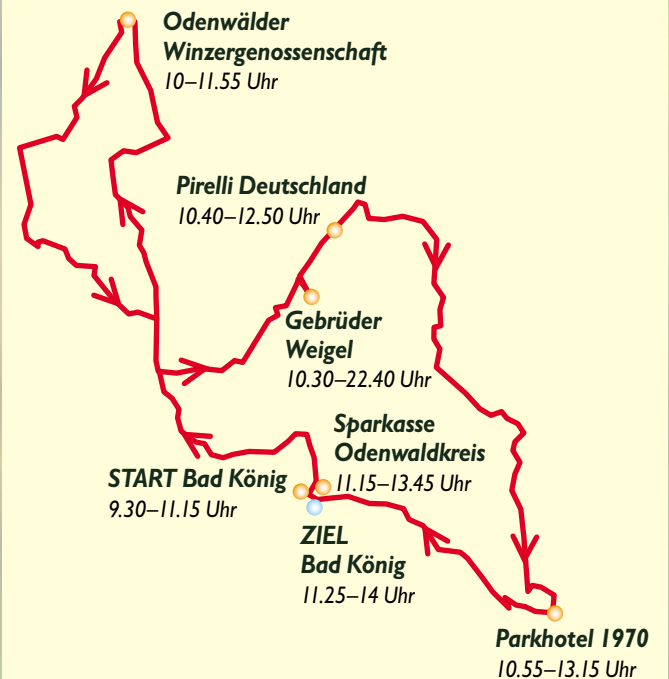 Odenwälder
Winzergenossenschaft
10–11.55 Uhr
Pirelli Deutschland
10.40–12.50 Uhr
Gebrüder
Weigel
10.30–22.40 Uhr
Sparkasse
Odenwaldkreis
11.15–13.45 Uhr
START Bad König
9.30–11.15 Uhr
ZIEL
Bad König
11.25–14 Uhr
Parkhotel 1970
10.55–13.15 Uhr